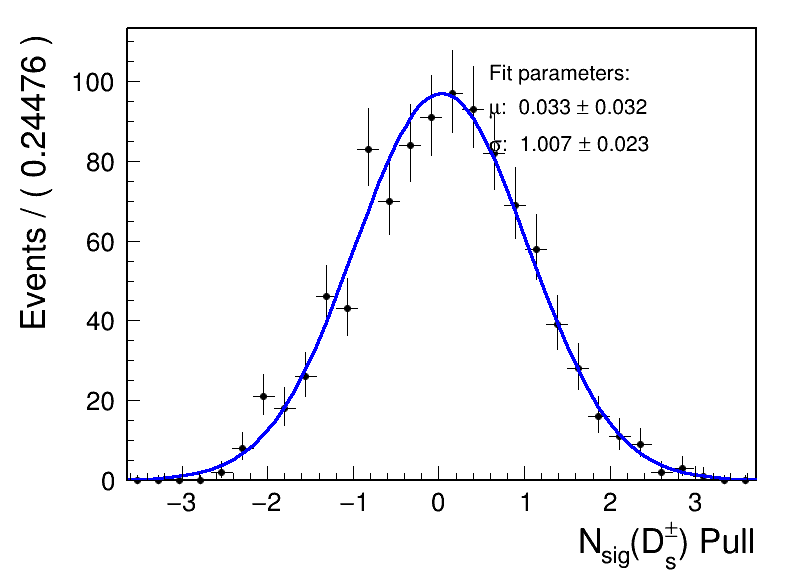 Events / ( 0.24476 )
100
80
60
40
20
0
Fit parameters:
μ: 0.033 ± 0.032
σ: 1.007 ± 0.023
−3 −2 −1 0 1 2 3
N_sig(D_s^±) Pull